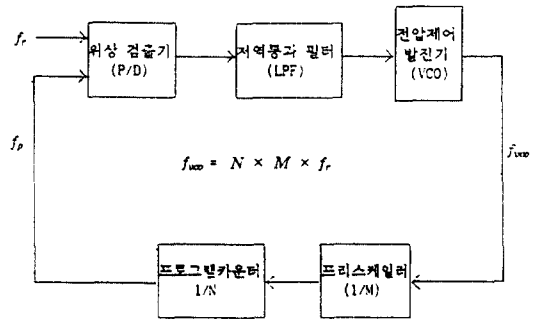 f_r
위상 검출기
(P/D)
저역통과 필터
(LPF)
전압제어
발진기
(VCO)
f_p
f_vco = N × M × f_r
f_vco
프로그램카운터
1/N
프리스케일러
(1/M)